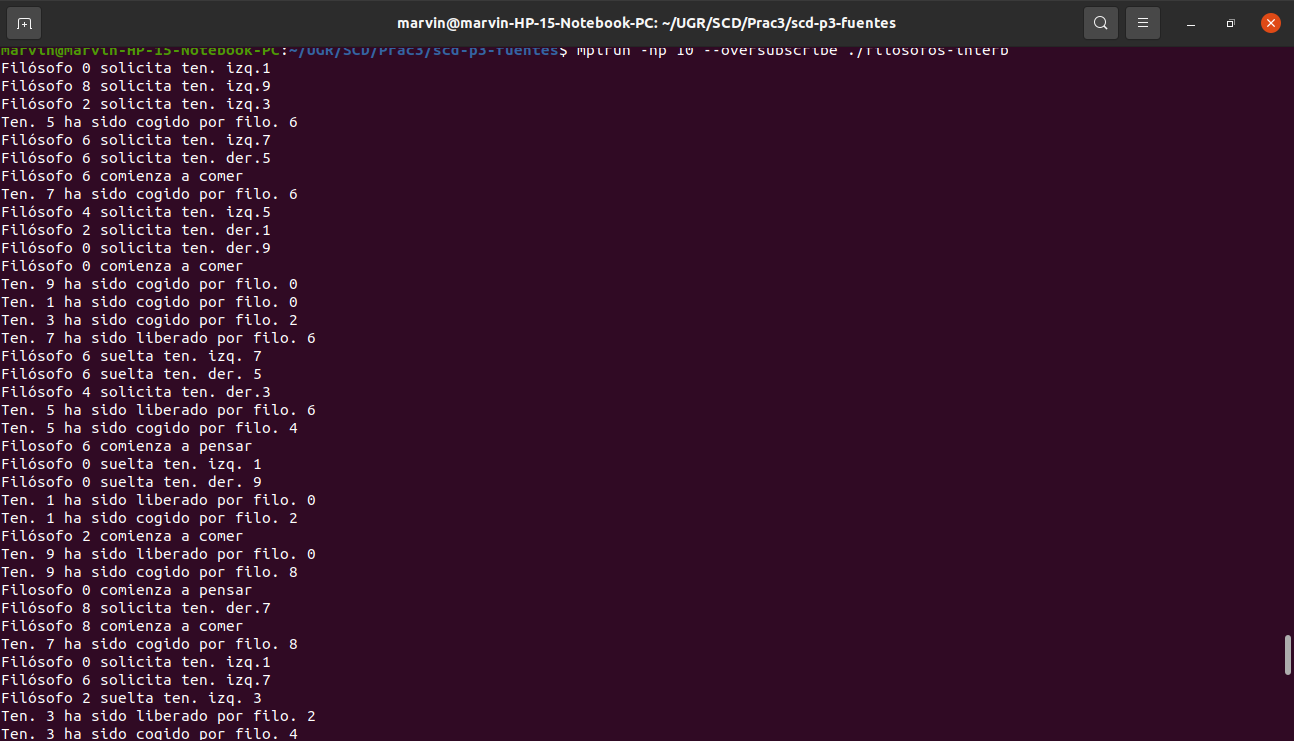 marvin@marvin-HP-15-Notebook-PC: ~/UGR/SCD/Prac3/scd-p3-fuentes
marvin@marvin-HP-15-Notebook-PC:~/UGR/SCD/Prac3/scd-p3-fuentes$ mpirun -np 10 --oversubscribe ./filosofos-interb
Filósofo 0 solicita ten. izq.1
Filósofo 8 solicita ten. izq.9
Filósofo 2 solicita ten. izq.3
Ten. 5 ha sido cogido por filo. 6
Filósofo 6 solicita ten. izq.7
Filósofo 6 solicita ten. der.5
Filósofo 6 comienza a comer
Ten. 7 ha sido cogido por filo. 6
Filósofo 4 solicita ten. izq.5
Filósofo 2 solicita ten. der.1
Filósofo 0 solicita ten. der.9
Filósofo 0 comienza a comer
Ten. 9 ha sido cogido por filo. 0
Ten. 1 ha sido cogido por filo. 0
Ten. 3 ha sido cogido por filo. 2
Ten. 7 ha sido liberado por filo. 6
Filósofo 6 suelta ten. izq. 7
Filósofo 6 suelta ten. der. 5
Filósofo 4 solicita ten. der.3
Ten. 5 ha sido liberado por filo. 6
Ten. 5 ha sido cogido por filo. 4
Filosofo 6 comienza a pensar
Filósofo 0 suelta ten. izq. 1
Filósofo 0 suelta ten. der. 9
Ten. 1 ha sido liberado por filo. 0
Ten. 1 ha sido cogido por filo. 2
Filósofo 2 comienza a comer
Ten. 9 ha sido liberado por filo. 0
Ten. 9 ha sido cogido por filo. 8
Filosofo 0 comienza a pensar
Filósofo 8 solicita ten. der.7
Filósofo 8 comienza a comer
Ten. 7 ha sido cogido por filo. 8
Filósofo 0 solicita ten. izq.1
Filósofo 6 solicita ten. izq.7
Filósofo 2 suelta ten. izq. 3
Ten. 3 ha sido liberado por filo. 2
Ten. 3 ha sido cogido por filo. 4